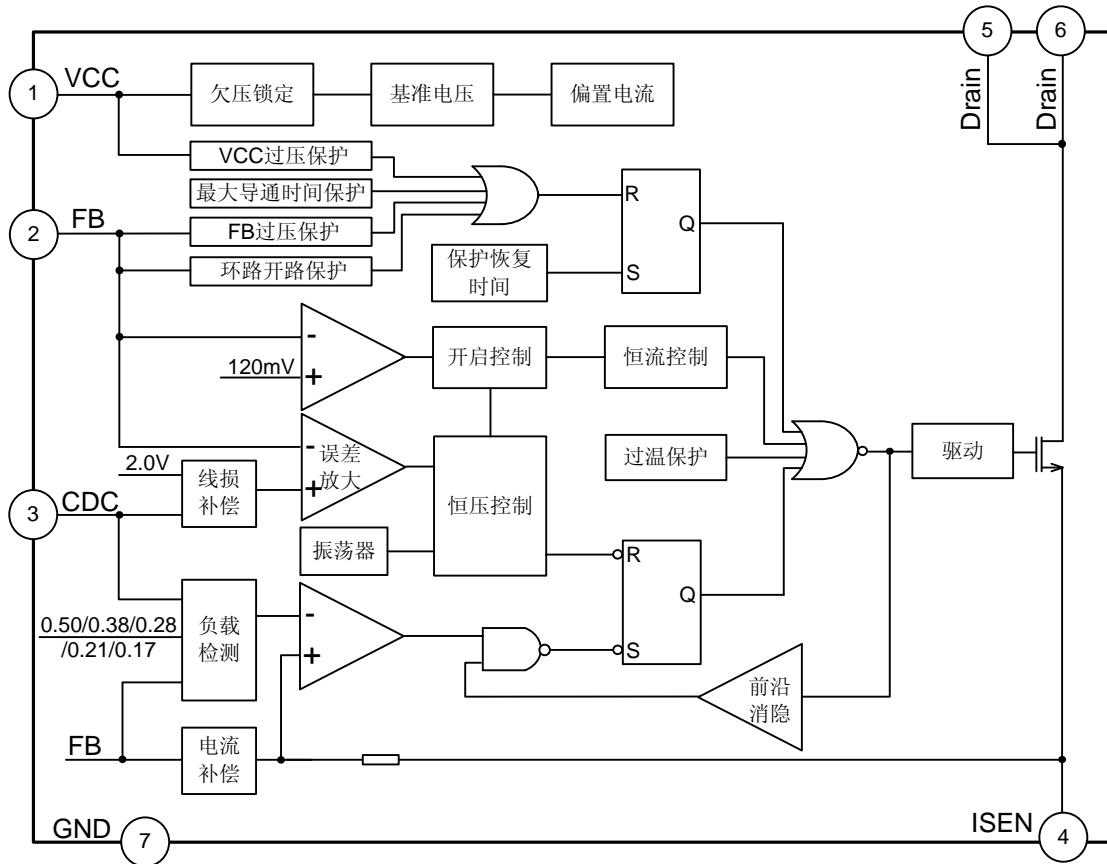 5
6
1
VCC
欠压锁定
基准电压
偏置电流
Drain
Drain
VCC过压保护
最大导通时间保护
2
FB
FB过压保护
环路开路保护
保护恢复
时间
R
S
Q
-
+
120mV
开启控制
恒流控制
-
+
误差
放大
2.0V
线损
补偿
3
CDC
恒压控制
过温保护
驱动
振荡器
R
S
Q
0.50/0.38/0.28
/0.21/0.17
负载
检测
-
+
前沿
消隐
FB
电流
补偿
GND
7
ISEN
4